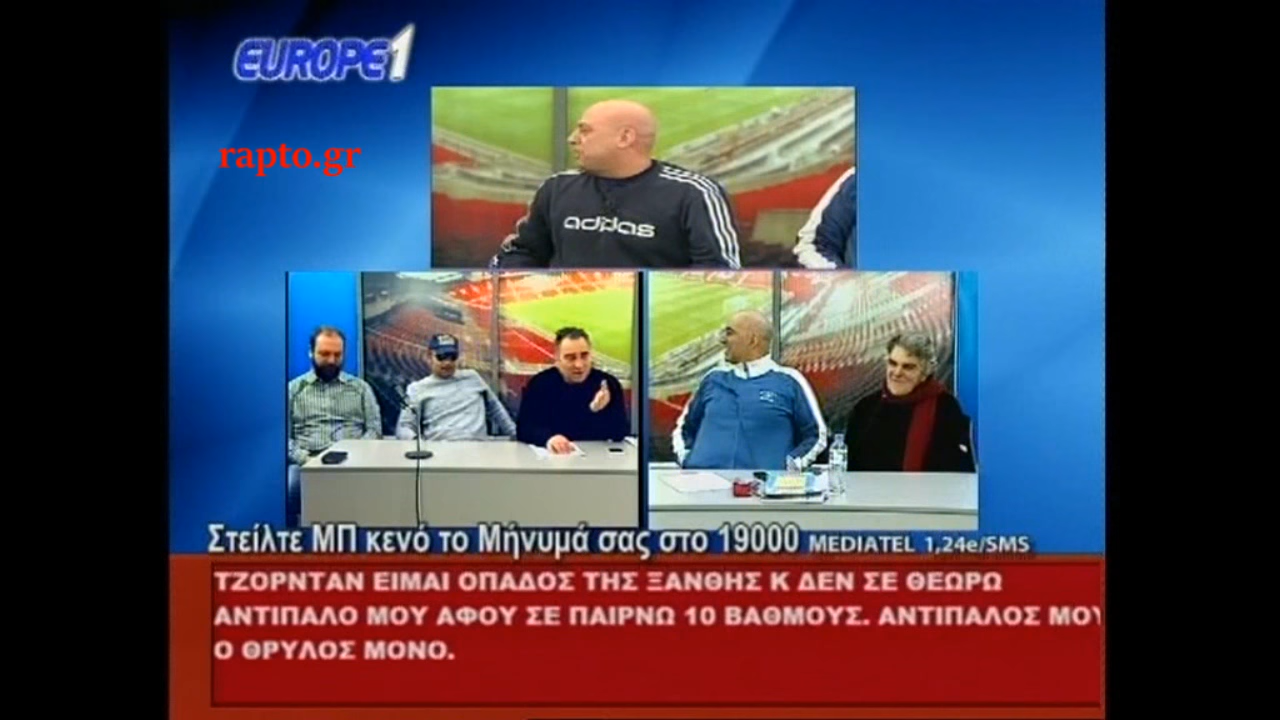 EUROPE1
rapto.gr
adidas
Στείλτε ΜΠ κενό το Μήνυμά σας στο 19000 MEDIATEL 1,24e/SMS
ΤΖΟΡΝΤΑΝ ΕΙΜΑΙ ΟΠΑΔΟΣ ΤΗΣ ΞΑΝΘΗΣ Κ ΔΕΝ ΣΕ ΘΕΩΡΩ
ΑΝΤΙΠΑΛΟ ΜΟΥ ΑΦΟΥ ΣΕ ΠΑΙΡΝΩ 10 ΒΑΘΜΟΥΣ. ΑΝΤΙΠΑΛΟΣ ΜΟΥ
Ο ΘΡΥΛΟΣ ΜΟΝΟ.